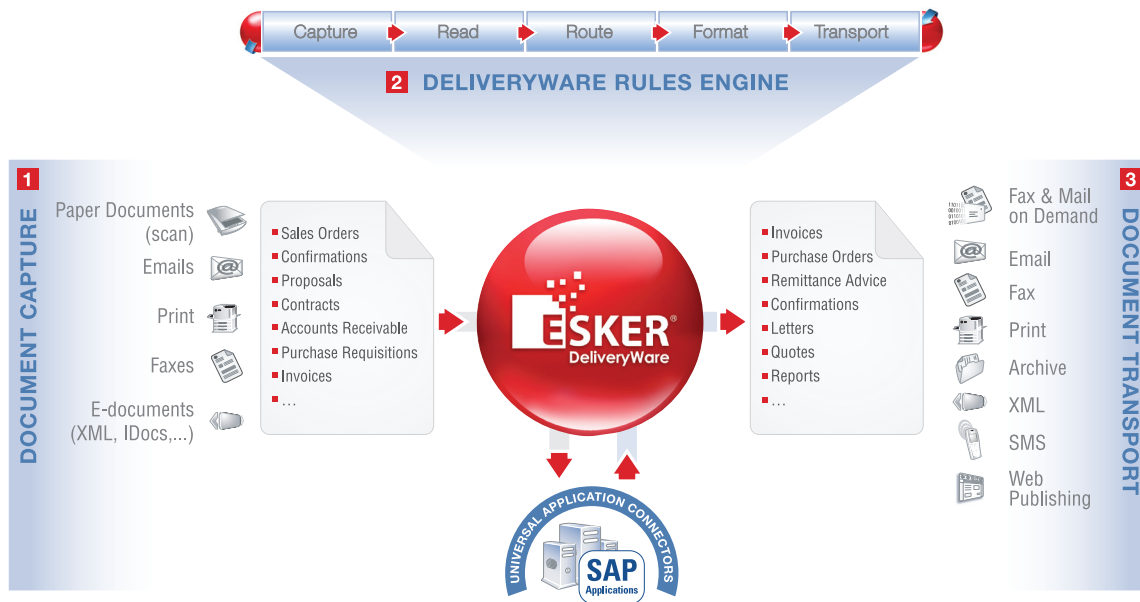 Capture
Read
Route
Format
Transport
2 DELIVERYWARE RULES ENGINE
1
DOCUMENT CAPTURE
Paper Documents
(scan)
Emails
Print
Faxes
E-documents
(XML, IDocs,...)
Sales Orders
Confirmations
Proposals
Contracts
Accounts Receivable
Purchase Requisitions
Invoices
...
ESKER®
DeliveryWare
UNIVERSAL APPLICATION CONNECTORS
SAP
Applications
Invoices
Purchase Orders
Remittance Advice
Confirmations
Letters
Quotes
Reports
...
3
DOCUMENT TRANSPORT
Fax & Mail
on Demand
Email
Fax
Print
Archive
XML
SMS
Web
Publishing